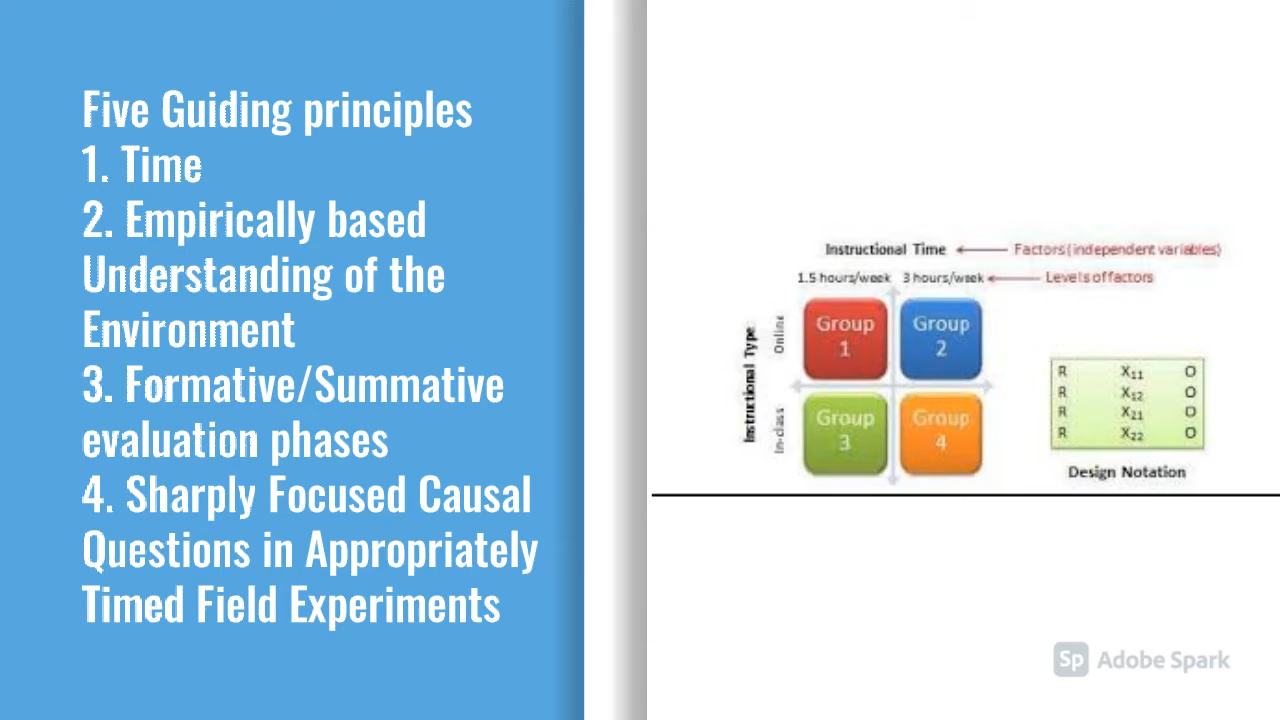 Five Guiding principles
1. Time
2. Empirically based
Understanding of the
Environment
3. Formative/Summative
evaluation phases
4. Sharply Focused Causal
Questions in Appropriately
Timed Field Experiments
Instructional Time
Factors(independent variables)
1.5 hours/week
3 hours/week
Levels of factors
Instructional Type
Online
Group
1
Group
2
In-class
Group
3
Group
4
R X₁₁ O
R X₁₂ O
R X₂₁ O
R X₂₂ O
Design Notation
Sp Adobe Spark